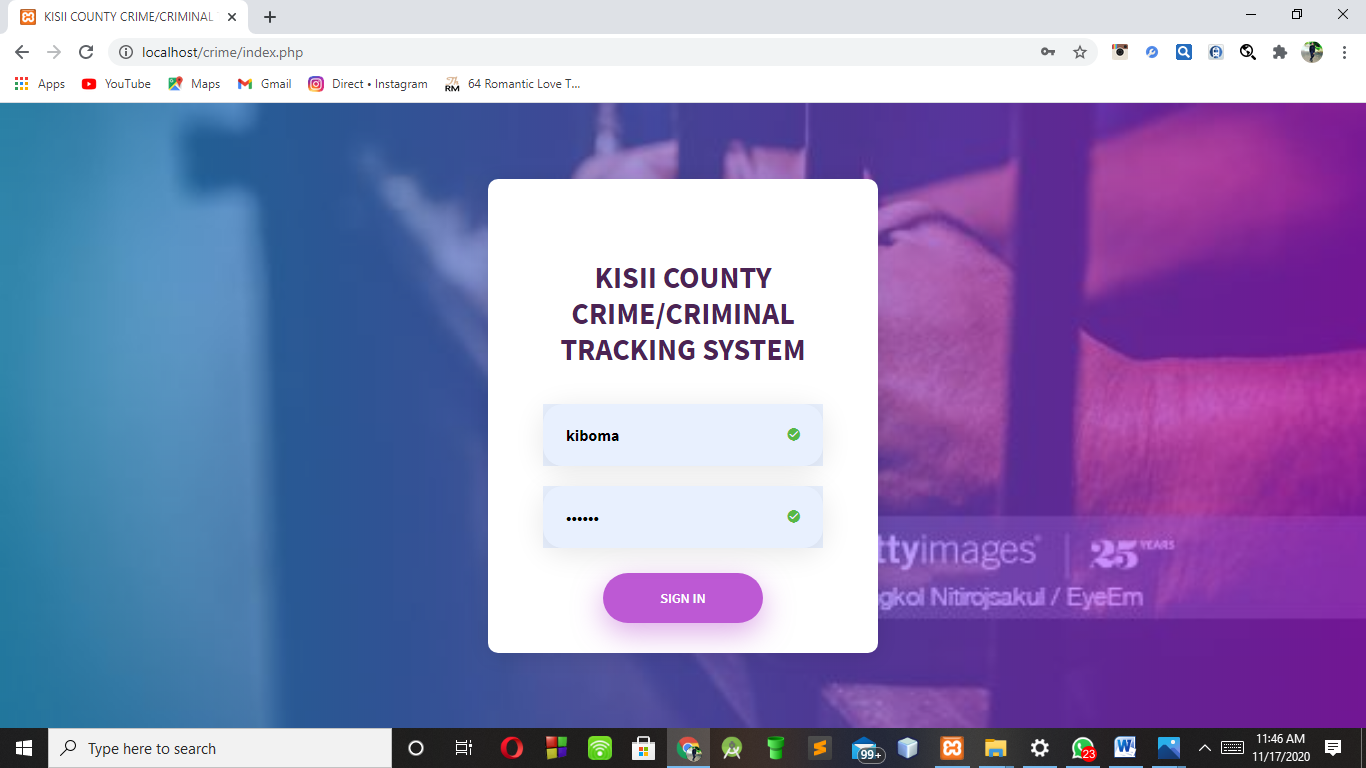 KISII COUNTY CRIME/CRIMINAL
localhost/crime/index.php
Apps
YouTube
Maps
Gmail
Direct • Instagram
64 Romantic Love T...
KISII COUNTY
CRIME/CRIMINAL
TRACKING SYSTEM
kiboma
••••••
SIGN IN
ttyimages
25 YEARS
gkol Nitirojsakul / EyeEm
Type here to search
99+
23
11:46 AM
11/17/2020